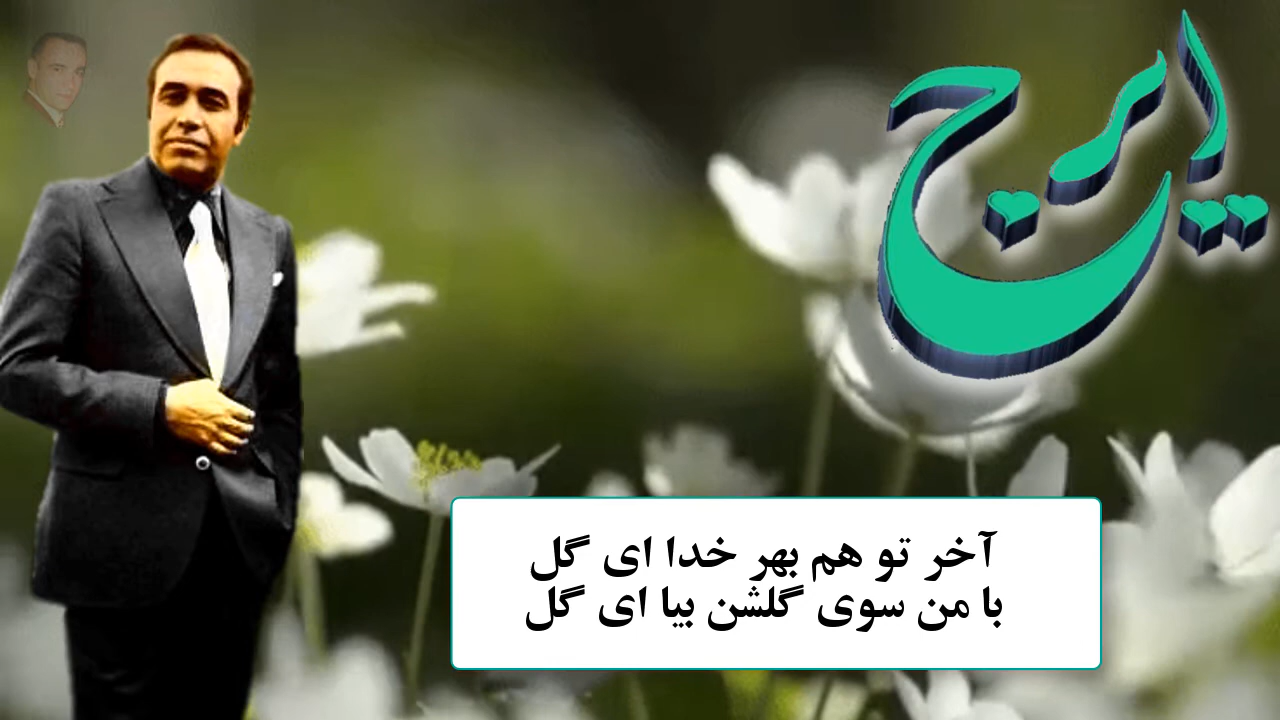 ایرج
آخر تو هم بهر خدا ای گل
با من سوی گلشن بیا ای گل